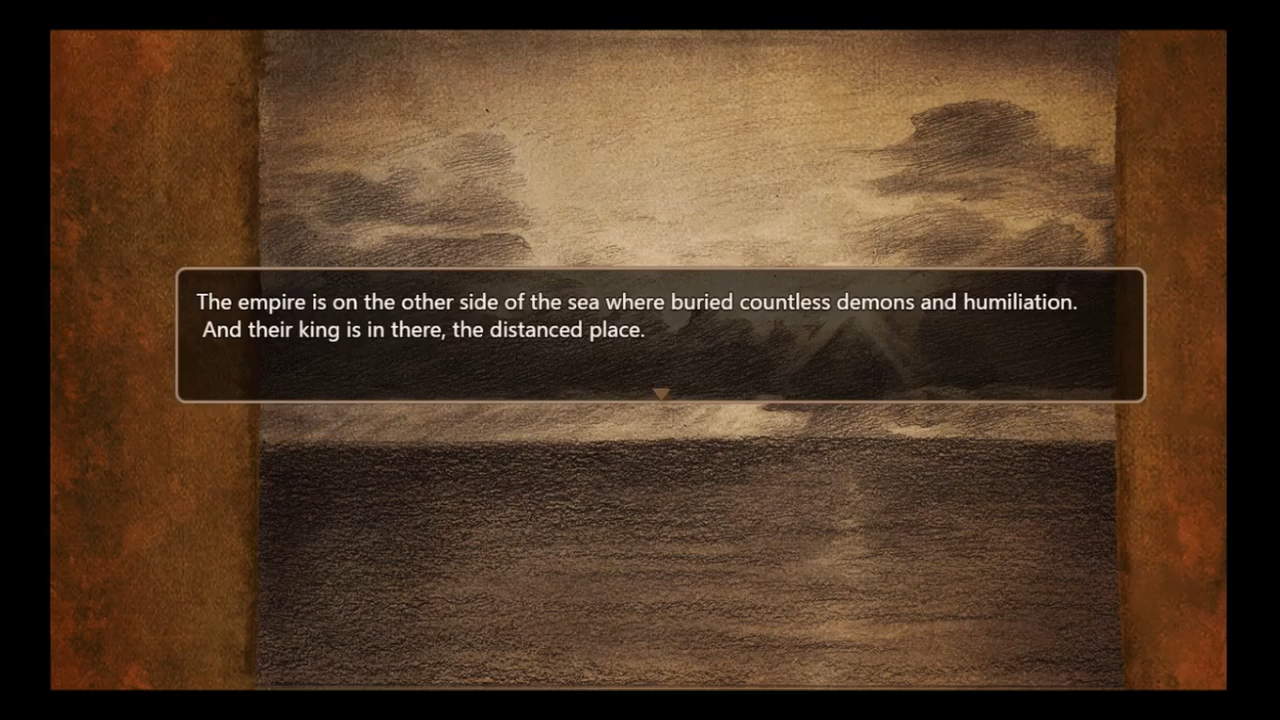 The empire is on the other side of the sea where buried countless demons and humiliation.
And their king is in there, the distanced place.